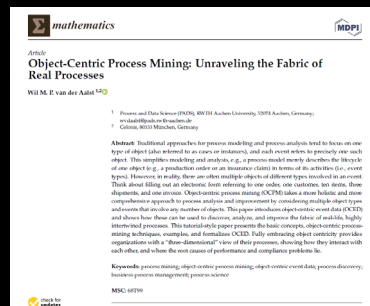 mathematics
MDPI
Article
Object-Centric Process Mining: Unraveling the Fabric of
Real Processes
Wil M. P. van der Aalst 1,2
1 Process and Data Science (PADS), RWTH Aachen University, 52074 Aachen, Germany;
wvdaalst@pads.rwth-aachen.de
2 Celonis, 80333 München, Germany
Abstract: Traditional approaches for process modeling and process analysis tend to focus on one
type of object (also referred to as cases or instances), and each event refers to precisely one such
object. This simplifies modeling and analysis, e.g., a process model merely describes the lifecycle
of one object (e.g., a production order or an insurance claim) in terms of its activities (i.e., event
types). However, in reality, there are often multiple objects of different types involved in an event.
Think about filling out an electronic form referring to one order, one customer, ten items, three
shipments, and one invoice. Object-centric process mining (OCPM) takes a more holistic and more
comprehensive approach to process analysis and improvement by considering multiple object types
and events that involve any number of objects. This paper introduces object-centric event data (OCED)
and shows how these can be used to discover, analyze, and improve the fabric of real-life, highly
intertwined processes. This tutorial-style paper presents the basic concepts, object-centric process-
mining techniques, examples, and formalizes OCED. Fully embracing object centricity provides
organizations with a "three-dimensional" view of their processes, showing how they interact with
each other, and where the root causes of performance and compliance problems lie.
Keywords: process mining; object-centric process mining; object-centric event data; process discovery;
business process management; process science
MSC: 68T99
check for
updates